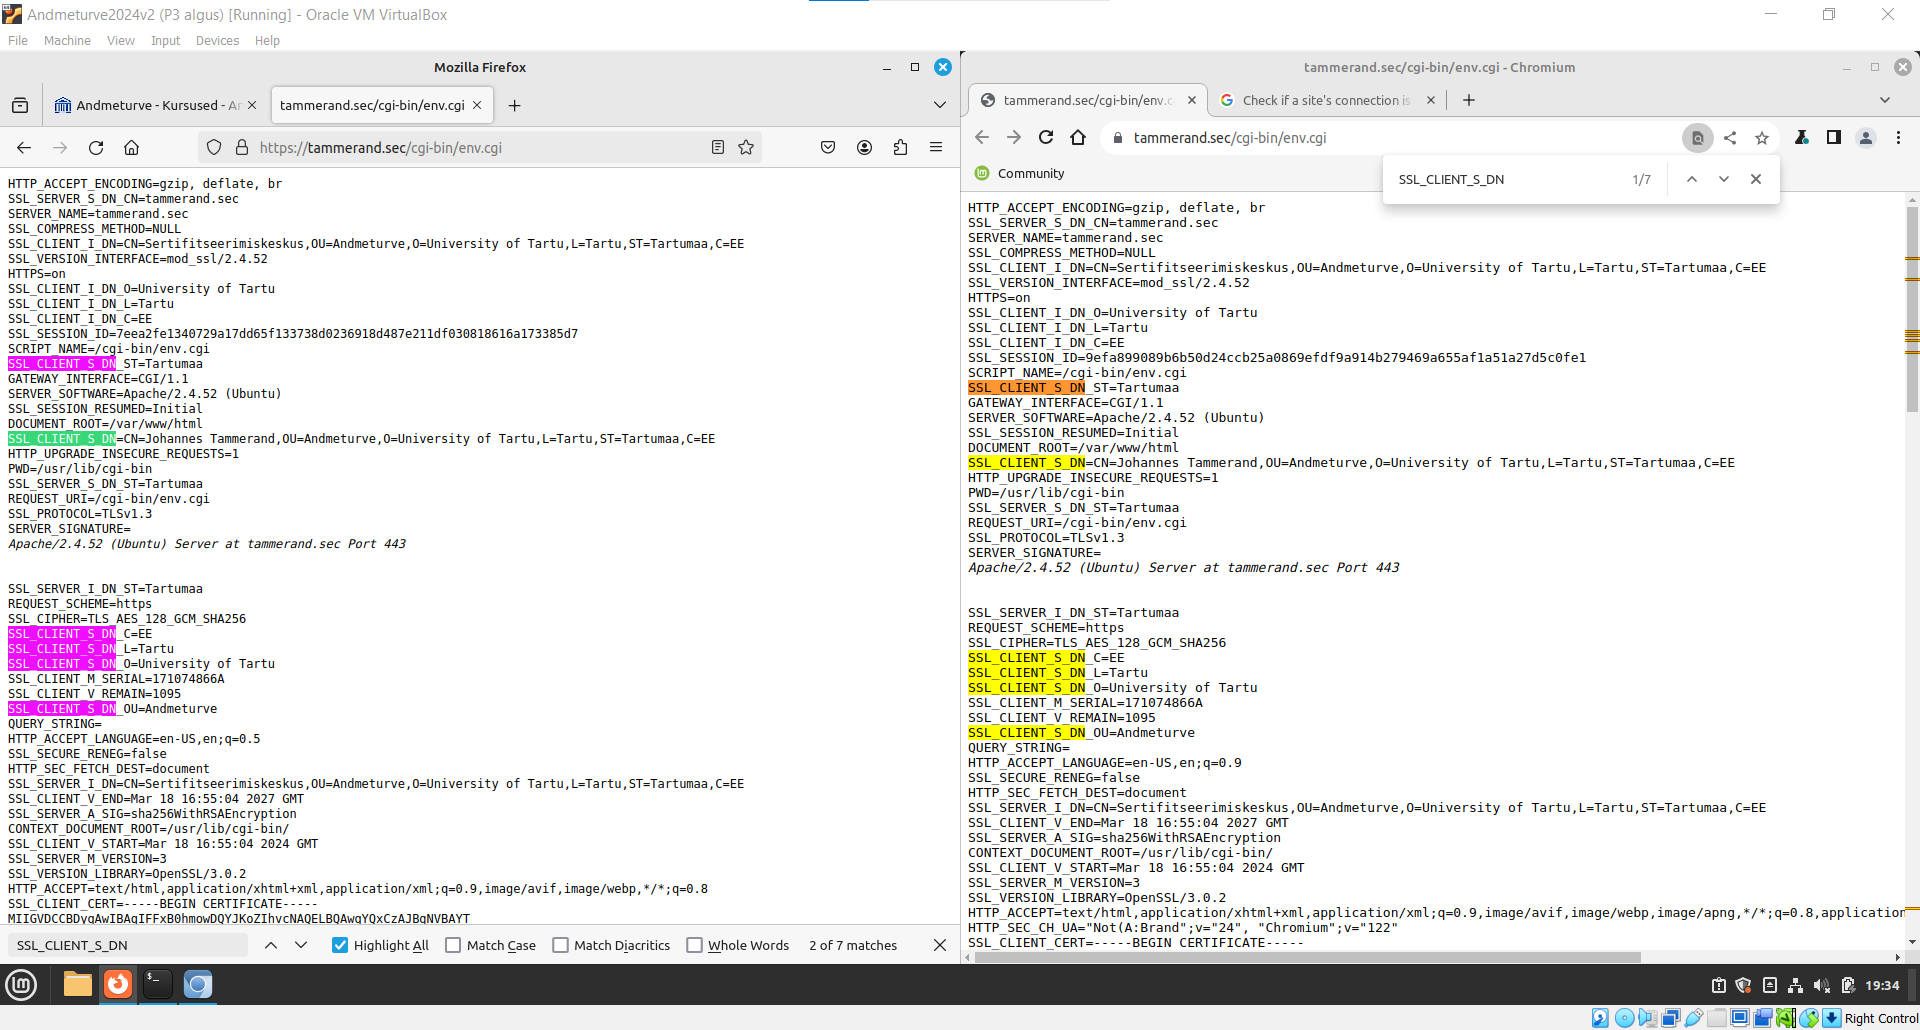 Andmeturve2024v2 (P3 algus) [Running] - Oracle VM VirtualBox
File Machine View Input Devices Help
Mozilla Firefox
Andmeturve - Kursused - Ar
tammerand.sec/cgi-bin/env.cgi
https://tammerand.sec/cgi-bin/env.cgi
HTTP_ACCEPT_ENCODING=gzip, deflate, br
SSL_SERVER_S_DN_CN=tammerand.sec
SERVER_NAME=tammerand.sec
SSL_COMPRESS_METHOD=NULL
SSL_CLIENT_I_DN=CN=Sertifitseerimiskeskus,OU=Andmeturve,O=University of Tartu,L=Tartu,ST=Tartumaa,C=EE
SSL_VERSION_INTERFACE=mod_ssl/2.4.52
HTTPS=on
SSL_CLIENT_I_DN_O=University of Tartu
SSL_CLIENT_I_DN_L=Tartu
SSL_CLIENT_I_DN_C=EE
SSL_SESSION_ID=7eea2fe1340729a17dd65f133738d0236918d487e211df030818616a173385d7
SCRIPT_NAME=/cgi-bin/env.cgi
SSL_CLIENT_S_DN_ST=Tartumaa
GATEWAY_INTERFACE=CGI/1.1
SERVER_SOFTWARE=Apache/2.4.52 (Ubuntu)
SSL_SESSION_RESUMED=Initial
DOCUMENT_ROOT=/var/www/html
SSL_CLIENT_S_DN=CN=Johannes Tammerand,OU=Andmeturve,O=University of Tartu,L=Tartu,ST=Tartumaa,C=EE
HTTP_UPGRADE_INSECURE_REQUESTS=1
PWD=/usr/lib/cgi-bin
SSL_SERVER_S_DN_ST=Tartumaa
REQUEST_URI=/cgi-bin/env.cgi
SSL_PROTOCOL=TLSv1.3
SERVER_SIGNATURE=
Apache/2.4.52 (Ubuntu) Server at tammerand.sec Port 443
SSL_SERVER_I_DN_ST=Tartumaa
REQUEST_SCHEME=https
SSL_CIPHER=TLS_AES_128_GCM_SHA256
SSL_CLIENT_S_DN_C=EE
SSL_CLIENT_S_DN_L=Tartu
SSL_CLIENT_S_DN_O=University of Tartu
SSL_CLIENT_M_SERIAL=171074866A
SSL_CLIENT_V_REMAIN=1095
SSL_CLIENT_S_DN_OU=Andmeturve
QUERY_STRING=
HTTP_ACCEPT_LANGUAGE=en-US,en;q=0.5
SSL_SECURE_RENEG=false
HTTP_SEC_FETCH_DEST=document
SSL_SERVER_I_DN=CN=Sertifitseerimiskeskus,OU=Andmeturve,O=University of Tartu,L=Tartu,ST=Tartumaa,C=EE
SSL_CLIENT_V_END=Mar 18 16:55:04 2027 GMT
SSL_SERVER_A_SIG=sha256WithRSAEncryption
CONTEXT_DOCUMENT_ROOT=/usr/lib/cgi-bin/
SSL_CLIENT_V_START=Mar 18 16:55:04 2024 GMT
SSL_SERVER_M_VERSION=3
SSL_VERSION_LIBRARY=OpenSSL/3.0.2
HTTP_ACCEPT=text/html,application/xhtml+xml,application/xml;q=0.9,image/avif,image/webp,*/*;q=0.8
SSL_CLIENT_CERT=-----BEGIN CERTIFICATE-----
SSL_CLIENT_S_DN
Highlight All
Match Case
Match Diacritics
Whole Words
2 of 7 matches
tammerand.sec/cgi-bin/env.cgi - Chromium
tammerand.sec/cgi-bin/env.c
Check if a site's connection is
tammerand.sec/cgi-bin/env.cgi
Community
SSL_CLIENT_S_DN
1/7
HTTP_ACCEPT_ENCODING=gzip, deflate, br
SSL_SERVER_S_DN_CN=tammerand.sec
SERVER_NAME=tammerand.sec
SSL_COMPRESS_METHOD=NULL
SSL_CLIENT_I_DN=CN=Sertifitseerimiskeskus,OU=Andmeturve,O=University of Tartu,L=Tartu,ST=Tartumaa,C=EE
SSL_VERSION_INTERFACE=mod_ssl/2.4.52
HTTPS=on
SSL_CLIENT_I_DN_O=University of Tartu
SSL_CLIENT_I_DN_L=Tartu
SSL_CLIENT_I_DN_C=EE
SSL_SESSION_ID=9efa899089b6b50d24ccb25a0869efdf9a914b279469a655af1a51a27d5c0fe1
SCRIPT_NAME=/cgi-bin/env.cgi
SSL_CLIENT_S_DN_ST=Tartumaa
GATEWAY_INTERFACE=CGI/1.1
SERVER_SOFTWARE=Apache/2.4.52 (Ubuntu)
SSL_SESSION_RESUMED=Initial
DOCUMENT_ROOT=/var/www/html
SSL_CLIENT_S_DN=CN=Johannes Tammerand,OU=Andmeturve,O=University of Tartu,L=Tartu,ST=Tartumaa,C=EE
HTTP_UPGRADE_INSECURE_REQUESTS=1
PWD=/usr/lib/cgi-bin
SSL_SERVER_S_DN_ST=Tartumaa
REQUEST_URI=/cgi-bin/env.cgi
SSL_PROTOCOL=TLSv1.3
SERVER_SIGNATURE=
Apache/2.4.52 (Ubuntu) Server at tammerand.sec Port 443
SSL_SERVER_I_DN_ST=Tartumaa
REQUEST_SCHEME=https
SSL_CIPHER=TLS_AES_128_GCM_SHA256
SSL_CLIENT_S_DN_C=EE
SSL_CLIENT_S_DN_L=Tartu
SSL_CLIENT_S_DN_O=University of Tartu
SSL_CLIENT_M_SERIAL=171074866A
SSL_CLIENT_V_REMAIN=1095
SSL_CLIENT_S_DN_OU=Andmeturve
QUERY_STRING=
HTTP_ACCEPT_LANGUAGE=en-US,en;q=0.9
SSL_SECURE_RENEG=false
HTTP_SEC_FETCH_DEST=document
SSL_SERVER_I_DN=CN=Sertifitseerimiskeskus,OU=Andmeturve,O=University of Tartu,L=Tartu,ST=Tartumaa,C=EE
SSL_CLIENT_V_END=Mar 18 16:55:04 2027 GMT
SSL_SERVER_A_SIG=sha256WithRSAEncryption
CONTEXT_DOCUMENT_ROOT=/usr/lib/cgi-bin/
SSL_CLIENT_V_START=Mar 18 16:55:04 2024 GMT
SSL_SERVER_M_VERSION=3
SSL_VERSION_LIBRARY=OpenSSL/3.0.2
HTTP_ACCEPT=text/html,application/xhtml+xml,application/xml;q=0.9,image/avif,image/webp,image/apng,*/*;q=0.8,application
HTTP_SEC_CH_UA="Not(A:Brand";v="24", "Chromium";v="122"
SSL_CLIENT_CERT=-----BEGIN CERTIFICATE-----
19:34
Right Control